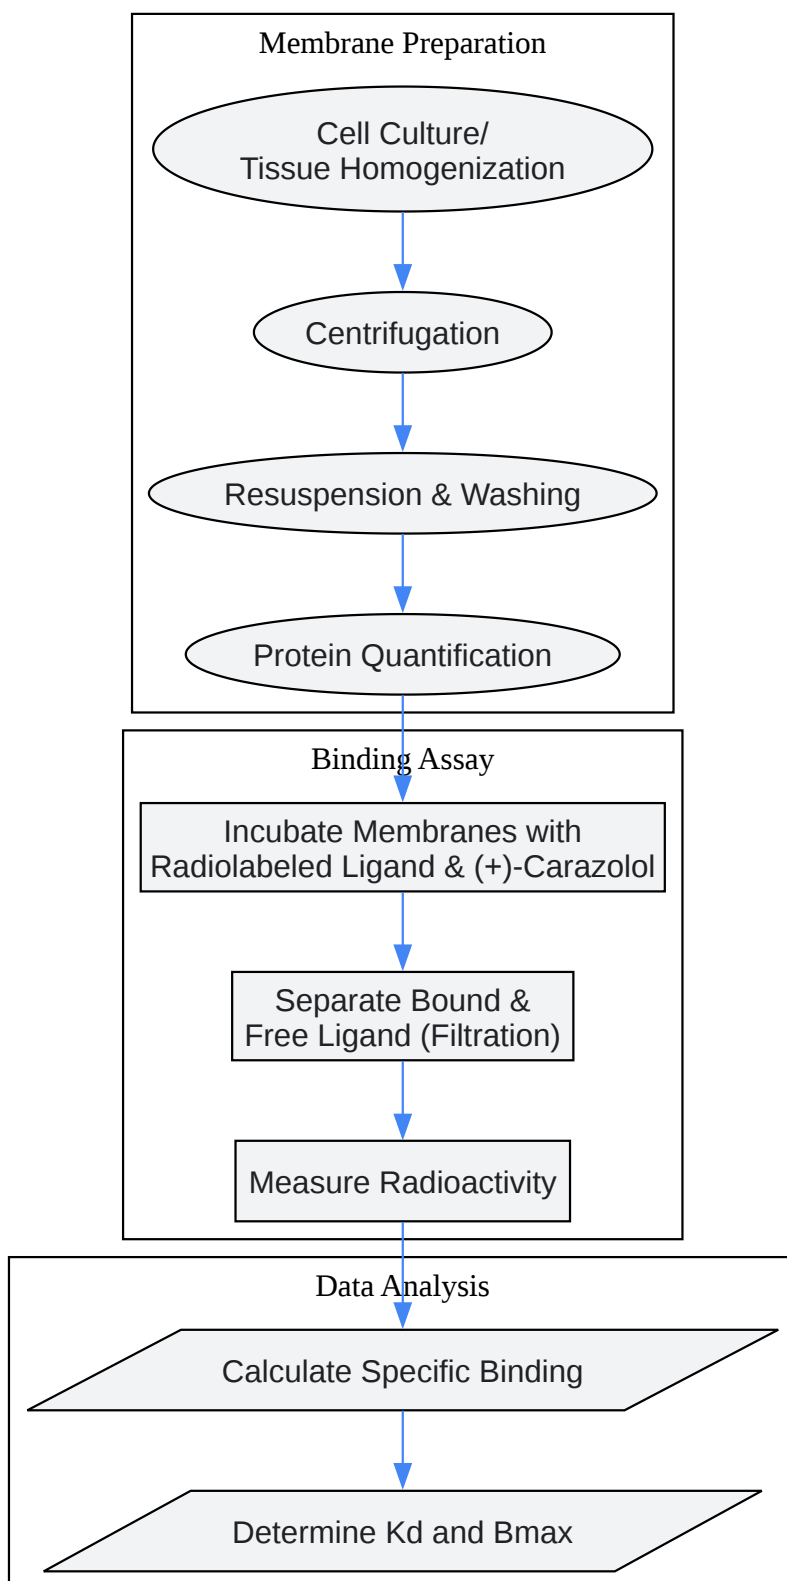 Membrane Preparation
Cell Culture/
Tissue Homogenization
Centrifugation
Resuspension & Washing
Protein Quantification
Binding Assay
Incubate Membranes with
Radiolabeled Ligand & (+)-Carazolol
Separate Bound &
Free Ligand (Filtration)
Measure Radioactivity
Data Analysis
Calculate Specific Binding
Determine Kd and Bmax